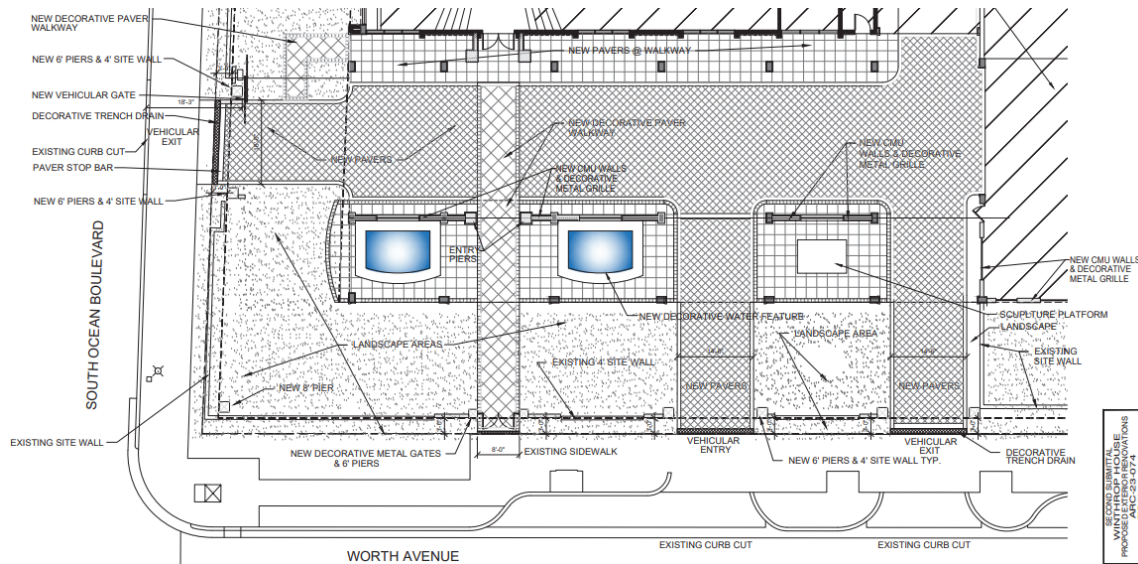 NEW DECORATIVE PAVER
WALKWAY
NEW 6' PIERS & 4' SITE WALL
NEW VEHICULAR GATE
18'-3"
DECORATIVE TRENCH DRAIN
VEHICULAR
EXIT
EXISTING CURB CUT
PAVER STOP BAR
NEW 6' PIERS & 4' SITE WALL
NEW PAVERS @ WALKWAY
NEW PAVERS
NEW DECORATIVE PAVER
WALKWAY
NEW CMU WALLS
& DECORATIVE
METAL GRILLE
NEW CMU
WALLS & DECORATIVE
METAL GRILLE
ENTRY
PIERS
SOUTH OCEAN BOULEVARD
NEW CMU WALLS
& DECORATIVE
METAL GRILLE
NEW DECORATIVE WATER FEATURE
SCUPLTURE PLATFORM
LANDSCAPE
LANDSCAPE AREA
LANDSCAPE AREAS
EXISTING 4' SITE WALL
EXISTING
SITE WALL
NEW 8' PIER
NEW PAVERS
NEW PAVERS
EXISTING SITE WALL
NEW DECORATIVE METAL GATES
& 6' PIERS
8'-0"
EXISTING SIDEWALK
VEHICULAR
ENTRY
NEW 6' PIERS & 4' SITE WALL TYP.
VEHICULAR
EXIT
DECORATIVE
TRENCH DRAIN
EXISTING CURB CUT
EXISTING CURB CUT
WORTH AVENUE
SECOND SUBMITTAL
WINTHROP HOUSE
PROPOSED EXTERIOR RENOVATIONS
ARC-23-074